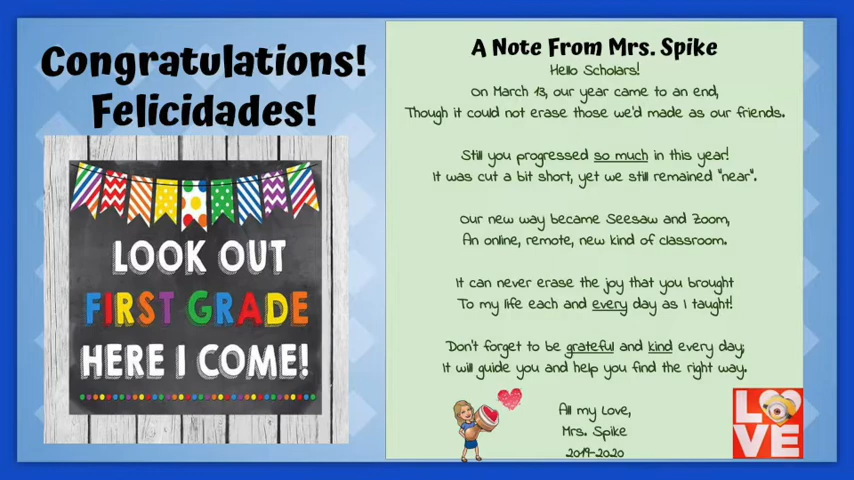 Congratulations!
Felicidades!
LOOK OUT
FIRST GRADE
HERE I COME!
A Note From Mrs. Spike
Hello Scholars!
On March 13, our year came to an end,
Though it could not erase those we'd made as our friends.
Still you progressed so much in this year!
It was cut a bit short, yet we still remained "near".
Our new way became Seesaw and Zoom,
An online, remote, new kind of classroom.
It can never erase the joy that you brought
To my life each and every day as I taught!
Don't forget to be grateful and kind every day;
It will guide you and help you find the right way.
All my Love,
Mrs. Spike
2019-2020
LOVE